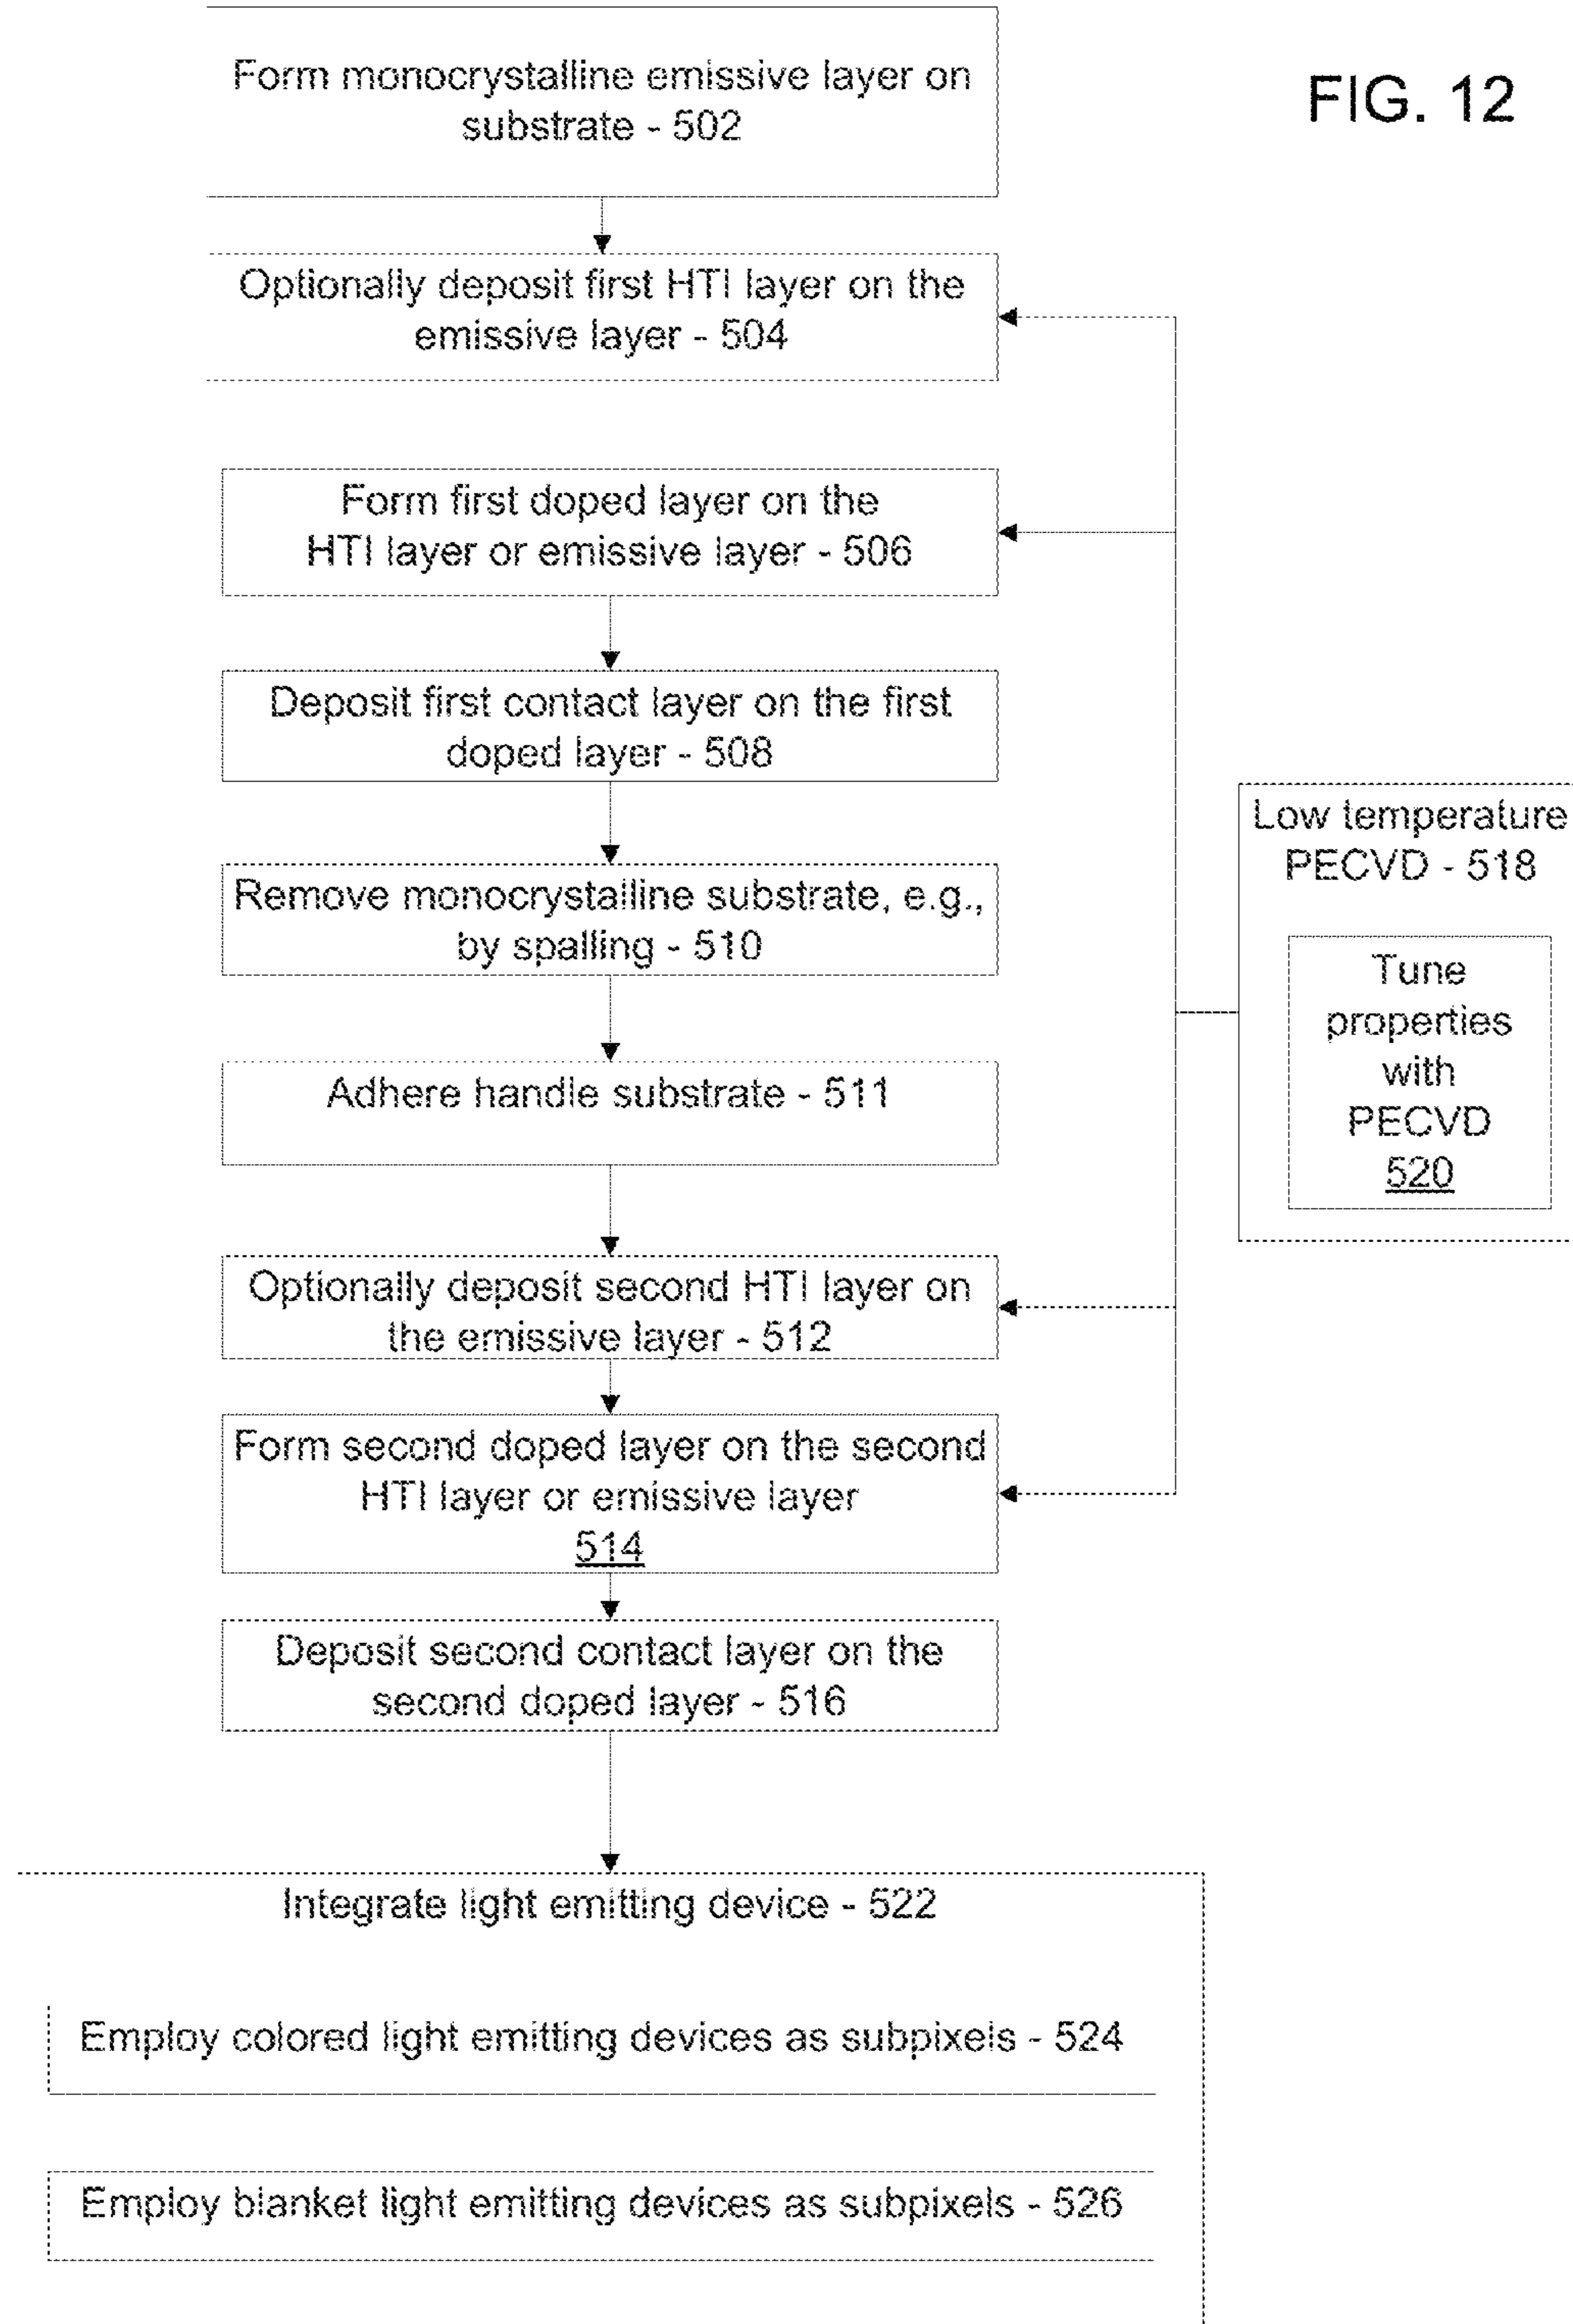 FIG. 12
Form monocrystalline emissive layer on
substrate - 502
Optionally deposit first HTI layer on the
emissive layer - 504
Form first doped layer on the
HTI layer or emissive layer - 506
Deposit first contact layer on the first
doped layer - 508
Remove monocrystalline substrate, e.g.,
by spalling - 510
Adhere handle substrate - 511
Optionally deposit second HTI layer on
the emissive layer - 512
Form second doped layer on the second
HTI layer or emissive layer
514
Deposit second contact layer on the
second doped layer - 516
Low temperature
PECVD - 518
Tune
properties
with
PECVD
520
Integrate light emitting device - 522
Employ colored light emitting devices as subpixels - 524
Employ blanket light emitting devices as subpixels - 526